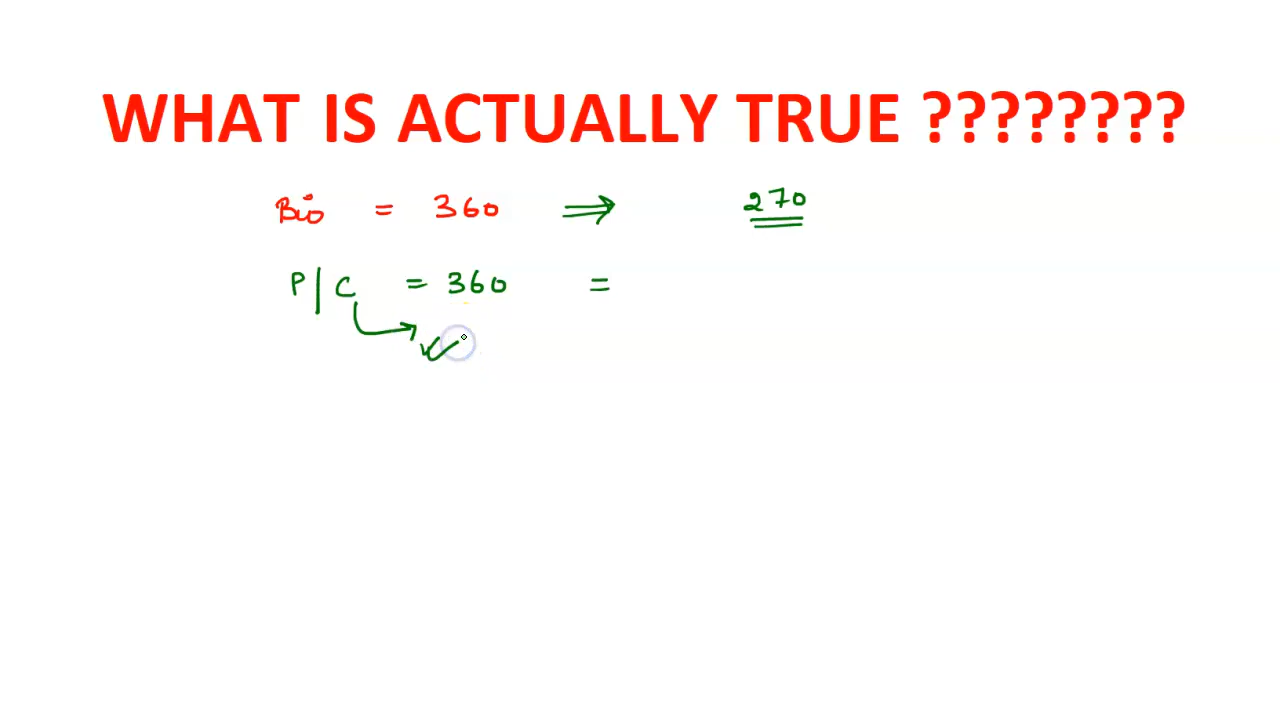 WHAT IS ACTUALLY TRUE ????????
Bio = 360 ⇒ 270
P | C = 360 =